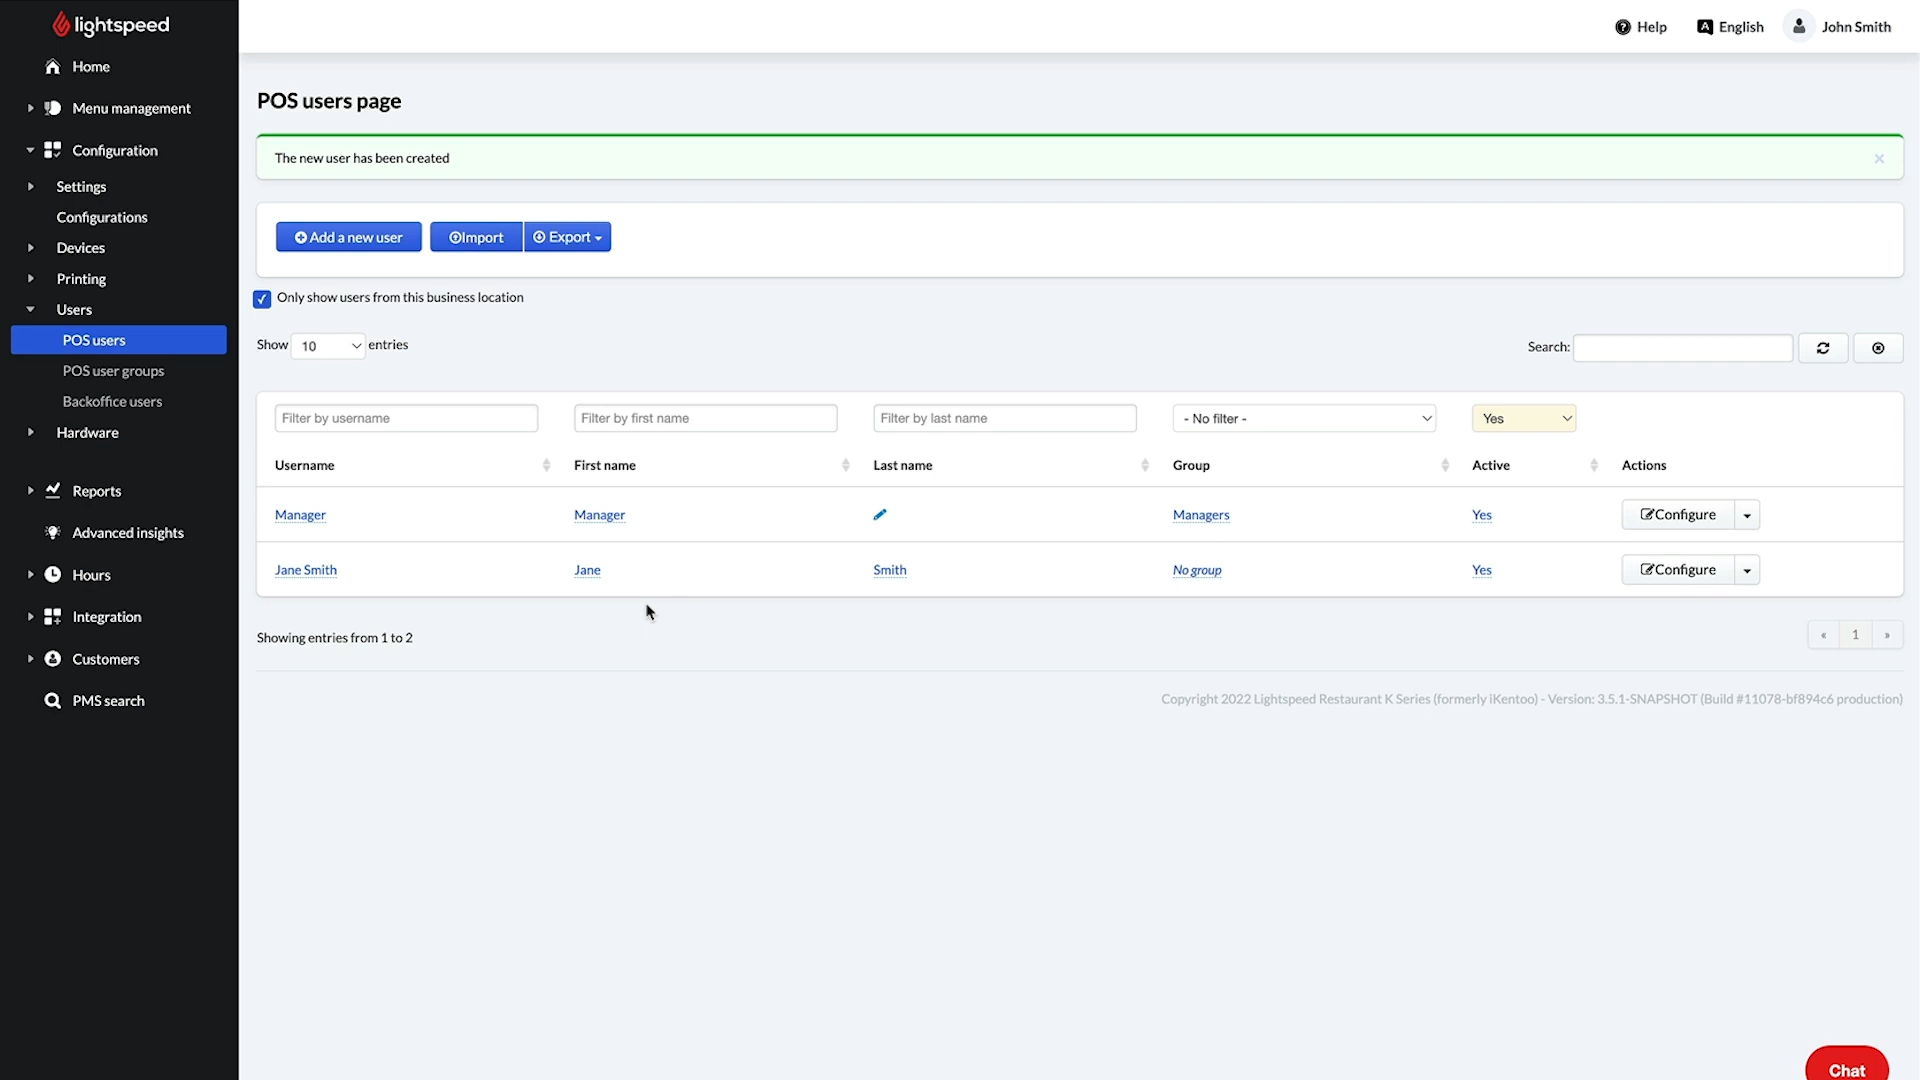 lightspeed
Help
English
John Smith
Home
Menu management
Configuration
Settings
Configurations
Devices
Printing
Users
POS users
POS user groups
Backoffice users
Hardware
Reports
Advanced insights
Hours
Integration
Customers
PMS search
POS users page
The new user has been created
Add a new user
Import
Export
Only show users from this business location
Show 10 entries
Search:
Filter by username Filter by first name Filter by last name - No filter - Yes
Username First name Last name Group Active Actions
Manager Manager Managers Yes Configure
Jane Smith Jane Smith No group Yes Configure
Showing entries from 1 to 2
« 1 »
Copyright 2022 Lightspeed Restaurant K Series (formerly iKentoo) - Version: 3.5.1-SNAPSHOT (Build #11078-bf894c6 production)
Chat